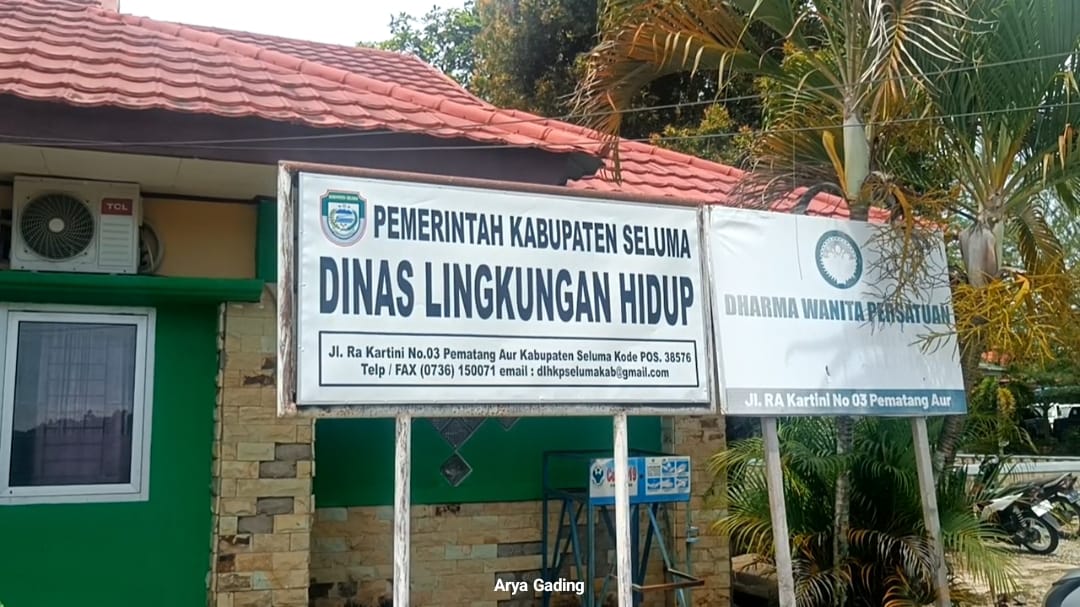 TCL
PEMERINTAH KABUPATEN SELUMA
DINAS LINGKUNGAN HIDUP
Jl. Ra Kartini No.03 Pematang Aur Kabupaten Seluma Kode POS. 38576
Telp / FAX (0736) 150071 email : dlhkpselumakab@gmail.com
DHARMA WANITA PERSATUAN
Jl. RA Kartini No 03 Pematang Aur
Arya Gading